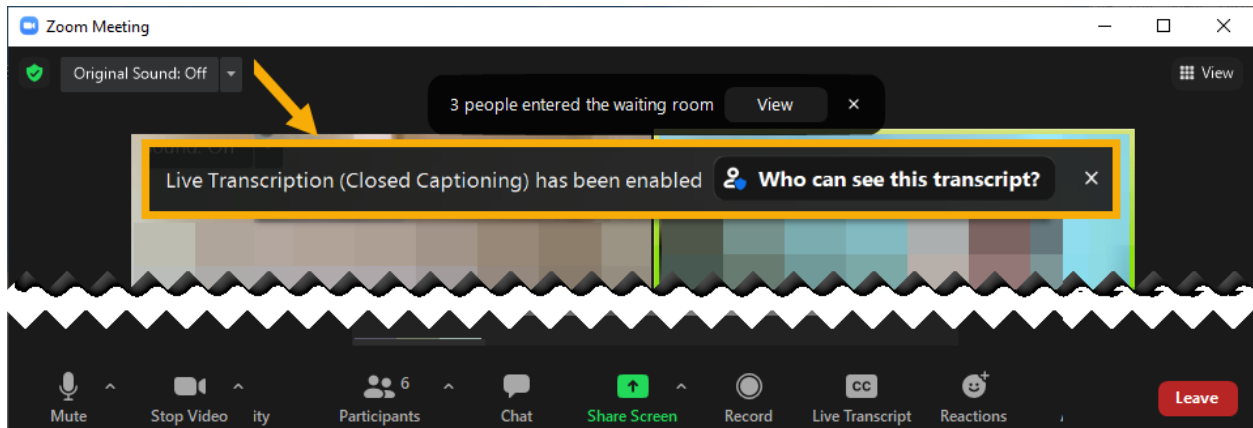 Zoom Meeting
Original Sound: Off
View
3 people entered the waiting room View
Live Transcription (Closed Captioning) has been enabled Who can see this transcript?
6
Mute Stop Video ity Participants Chat Share Screen Record CC Live Transcript Reactions Leave